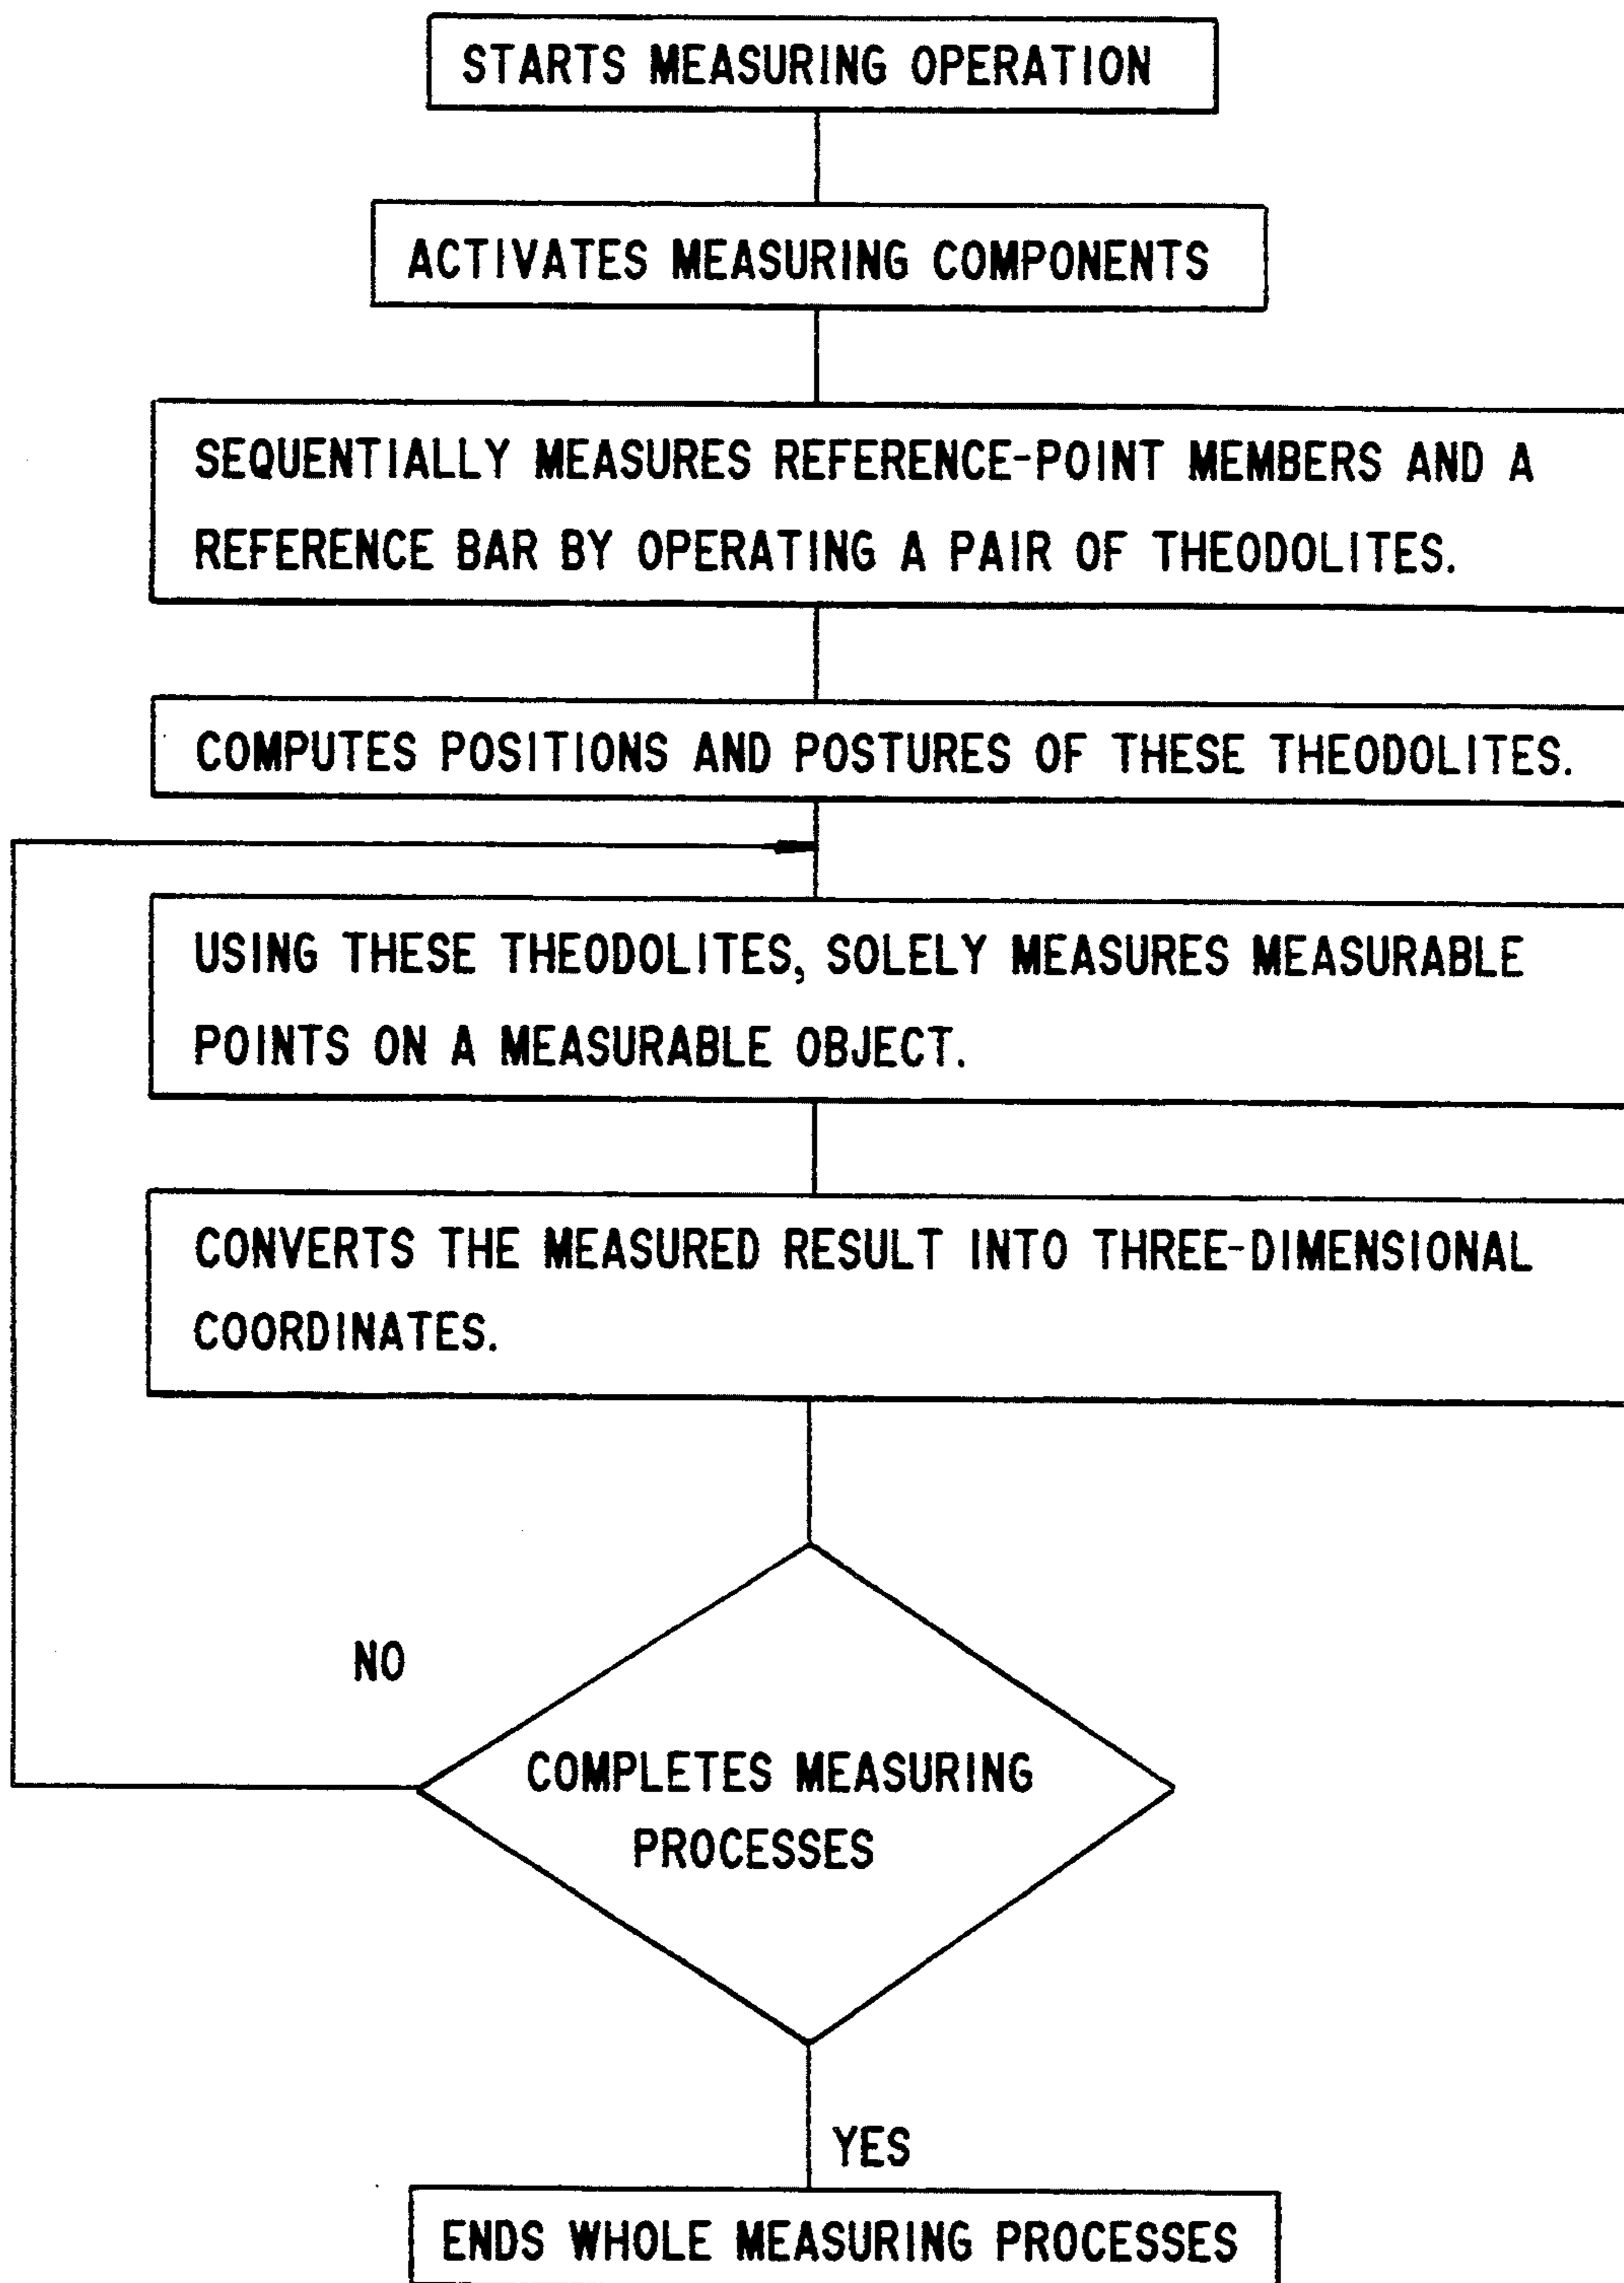 STARTS MEASURING OPERATION
ACTIVATES MEASURING COMPONENTS
SEQUENTIALLY MEASURES REFERENCE-POINT MEMBERS AND A
REFERENCE BAR BY OPERATING A PAIR OF THEODOLITES.
COMPUTES POSITIONS AND POSTURES OF THESE THEODOLITES.
USING THESE THEODOLITES, SOLELY MEASURES MEASURABLE
POINTS ON A MEASURABLE OBJECT.
CONVERTS THE MEASURED RESULT INTO THREE-DIMENSIONAL
COORDINATES.
NO
COMPLETES MEASURING
PROCESSES
YES
ENDS WHOLE MEASURING PROCESSES